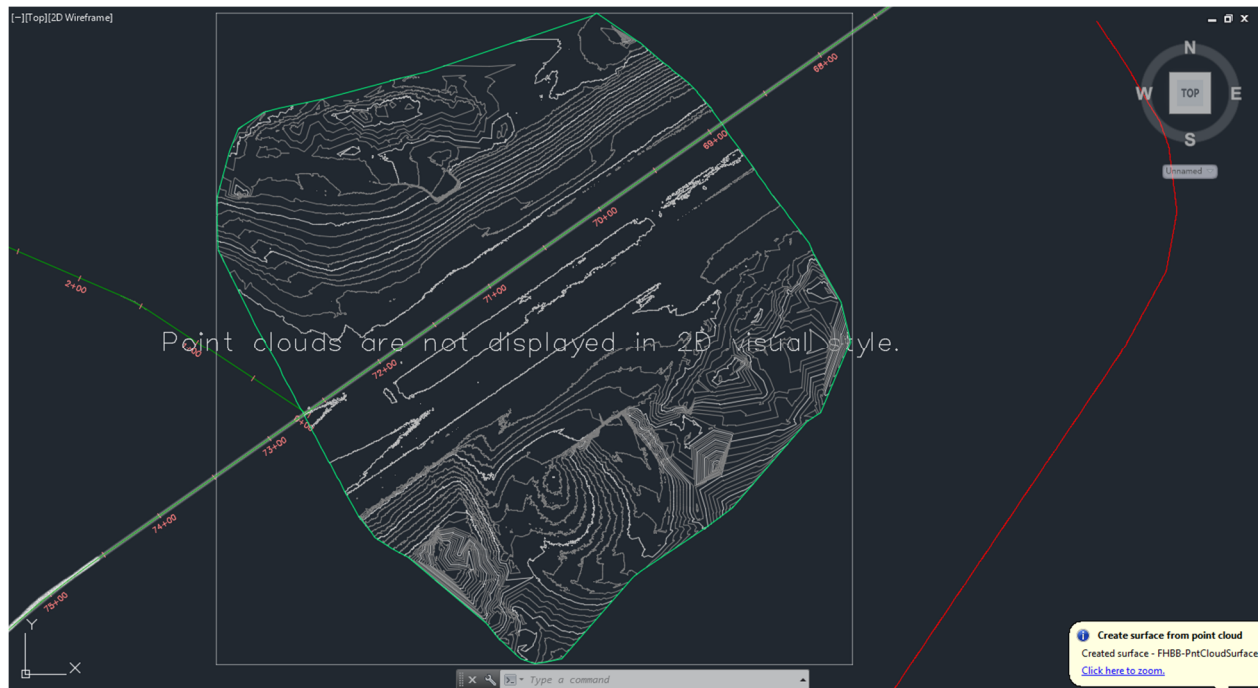 [−][Top][2D Wireframe]
N
W TOP E
S
Unnamed
68+00
69+00
70+00
71+00
72+00
73+00
74+00
75+00
2+00
Point clouds are not displayed in 2D visual style.
Y
X
Create surface from point cloud
Created surface - FHBB-PntCloudSurface
Click here to zoom.
Type a command